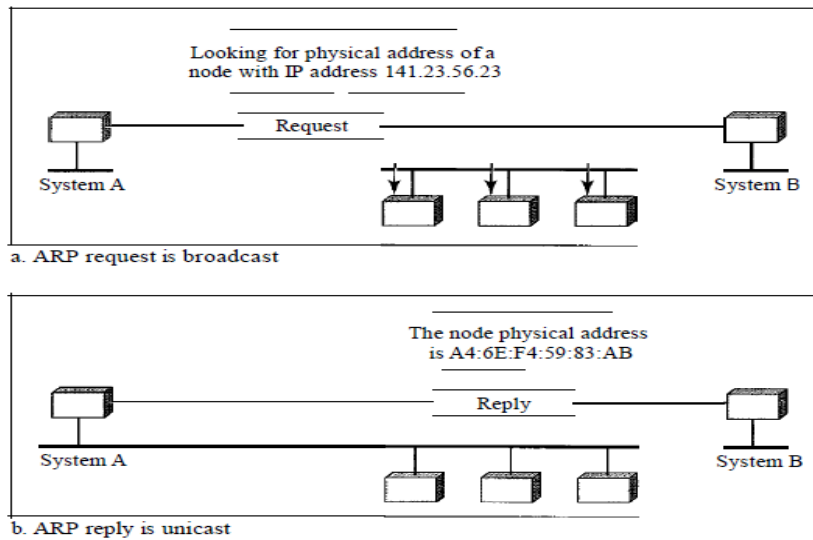 Looking for physical address of a
node with IP address 141.23.56.23
Request
System A
System B
a. ARP request is broadcast
The node physical address
is A4:6E:F4:59:83:AB
Reply
System A
System B
b. ARP reply is unicast